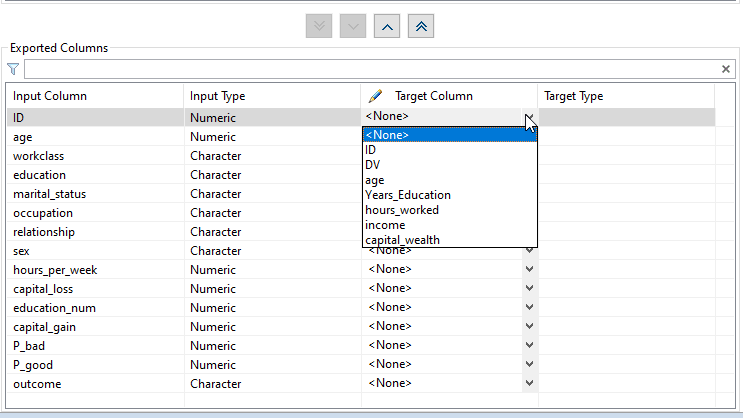 Exported Columns
Input Column Input Type Target Column Target Type
ID Numeric <None>
age Numeric <None>
workclass Character ID
education Character DV
marital_status Character age
occupation Character Years_Education
relationship Character hours_worked
income
capital_wealth
sex Character <None>
hours_per_week Numeric <None>
capital_loss Numeric <None>
education_num Numeric <None>
capital_gain Numeric <None>
P_bad Numeric <None>
P_good Numeric <None>
outcome Character <None>